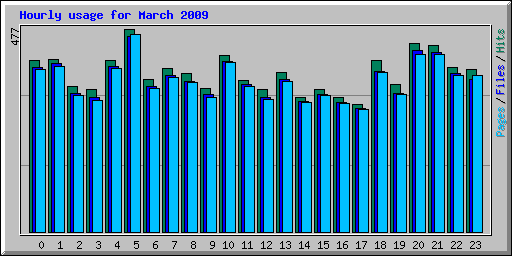 Hourly usage for March 2009
477
Pages / Files / Hits
0 1 2 3 4 5 6 7 8 9 10 11 12 13 14 15 16 17 18 19 20 21 22 23